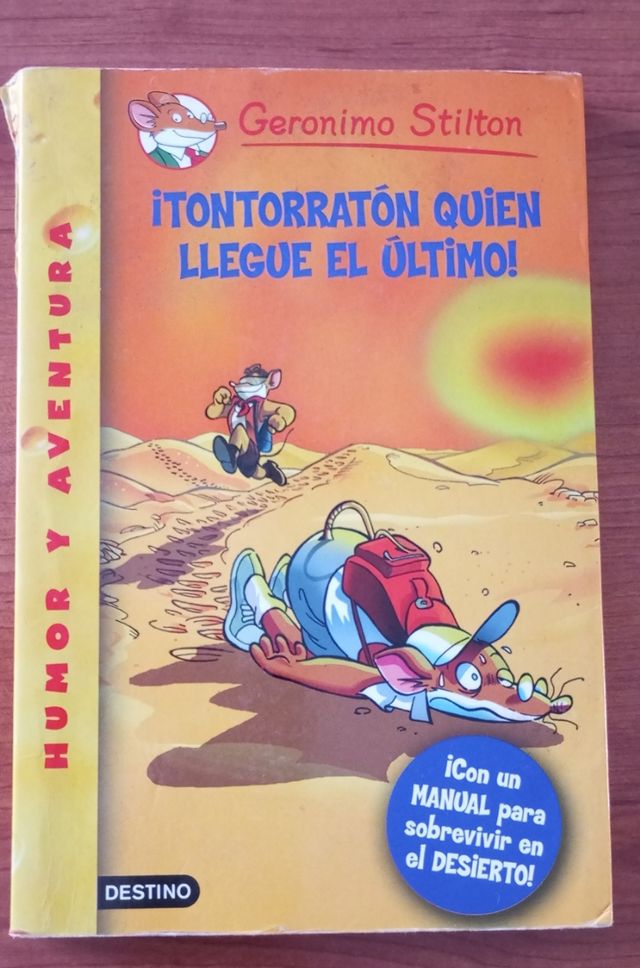 Geronimo Stilton
¡TONTORRATÓN QUIEN
LLEGUE EL ÚLTIMO!
HUMOR Y AVENTURA
¡Con un
MANUAL para
sobrevivir en
el DESIERTO!
DESTINO